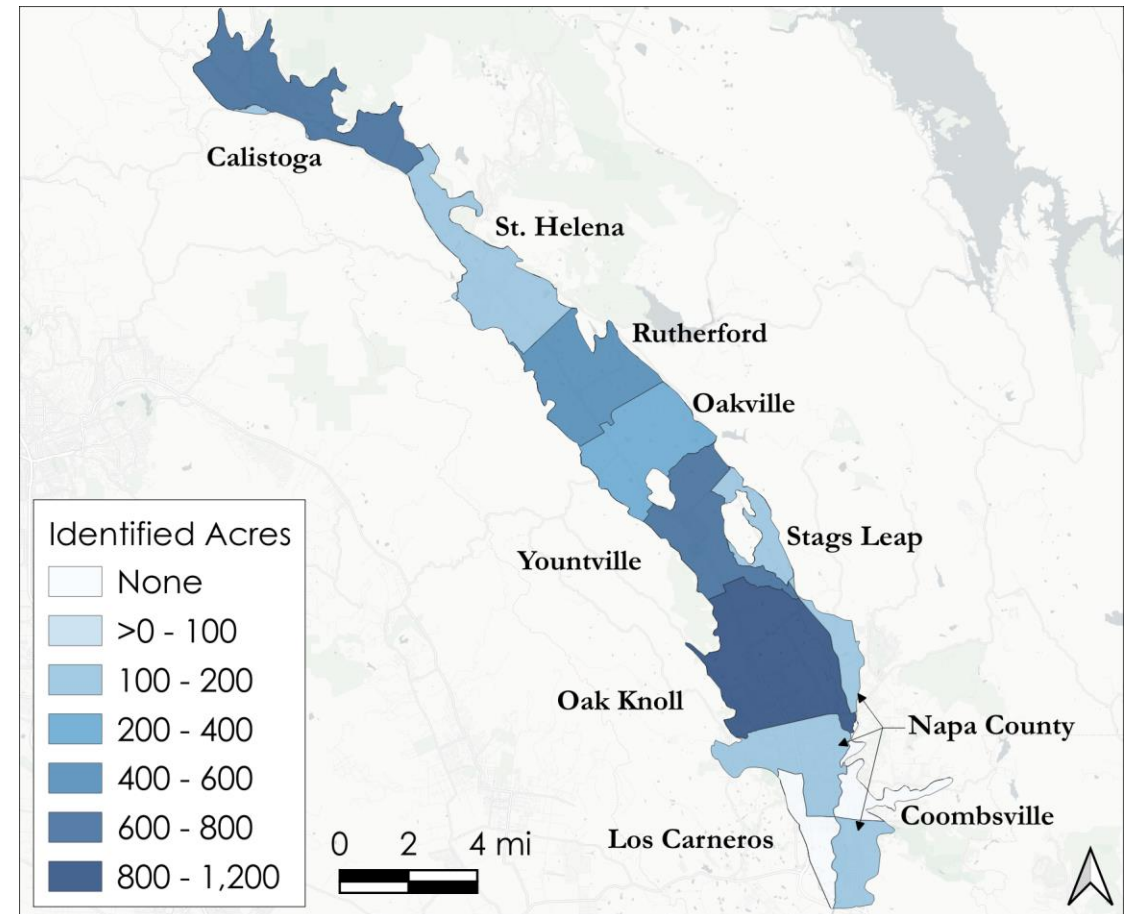 Calistoga
St. Helena
Rutherford
Oakville
Stags Leap
Yountville
Oak Knoll
Napa County
Coombsville
Los Carneros
Identified Acres
None
>0 - 100
100 - 200
200 - 400
400 - 600
600 - 800
800 - 1,200
0 2 4 mi